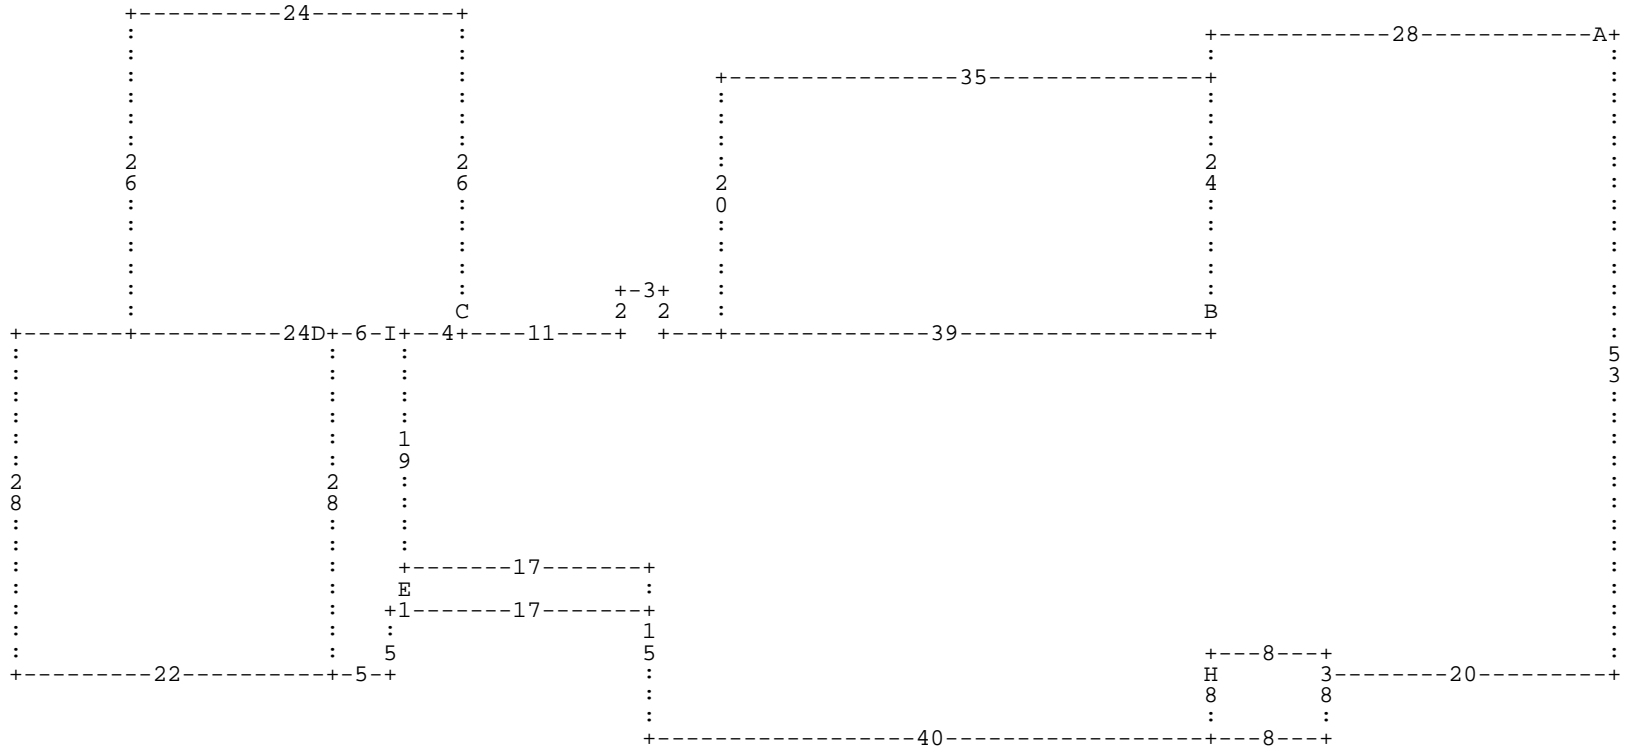 +----------24----------+
: : +------------28------------A+
: : : :
: : +----------------35---------------+ :
: : : : :
: : : : :
: : : : :
2 2 : 2 :
6 6 2 4 :
: : 0 : :
: : : : :
: : : : :
: : : : :
: : +-3+ : : :
: C 2 2 B :
+-------+----------24D+-6-I+--4+----11----+ +---+--------------39-----------------+ :
: : : 5
: : : 3
: : : :
: : : :
: : 1 :
: : 9 :
2 2 : :
8 8 : :
: : : :
: : : :
: : +-------17-------+ :
: : E : :
: : +1-------17-------+ :
: : : 1 :
: : 5 5 +---8---+ :
+---------22----------+-5-+ : H 3--------20---------+
: 8 8
: : :
+------------------40------------------+---8---+